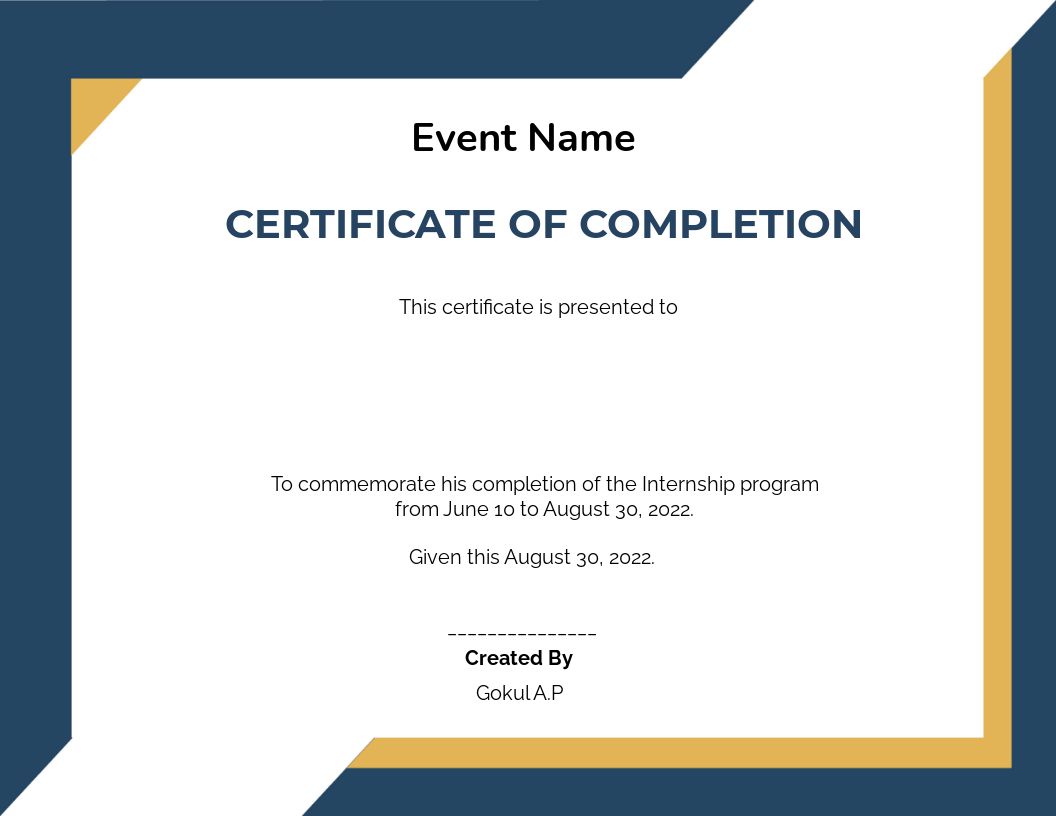 Event Name
CERTIFICATE OF COMPLETION
This certificate is presented to
To commemorate his completion of the Internship program
from June 10 to August 30, 2022.
Given this August 30, 2022.
_______________
Created By
Gokul A.P